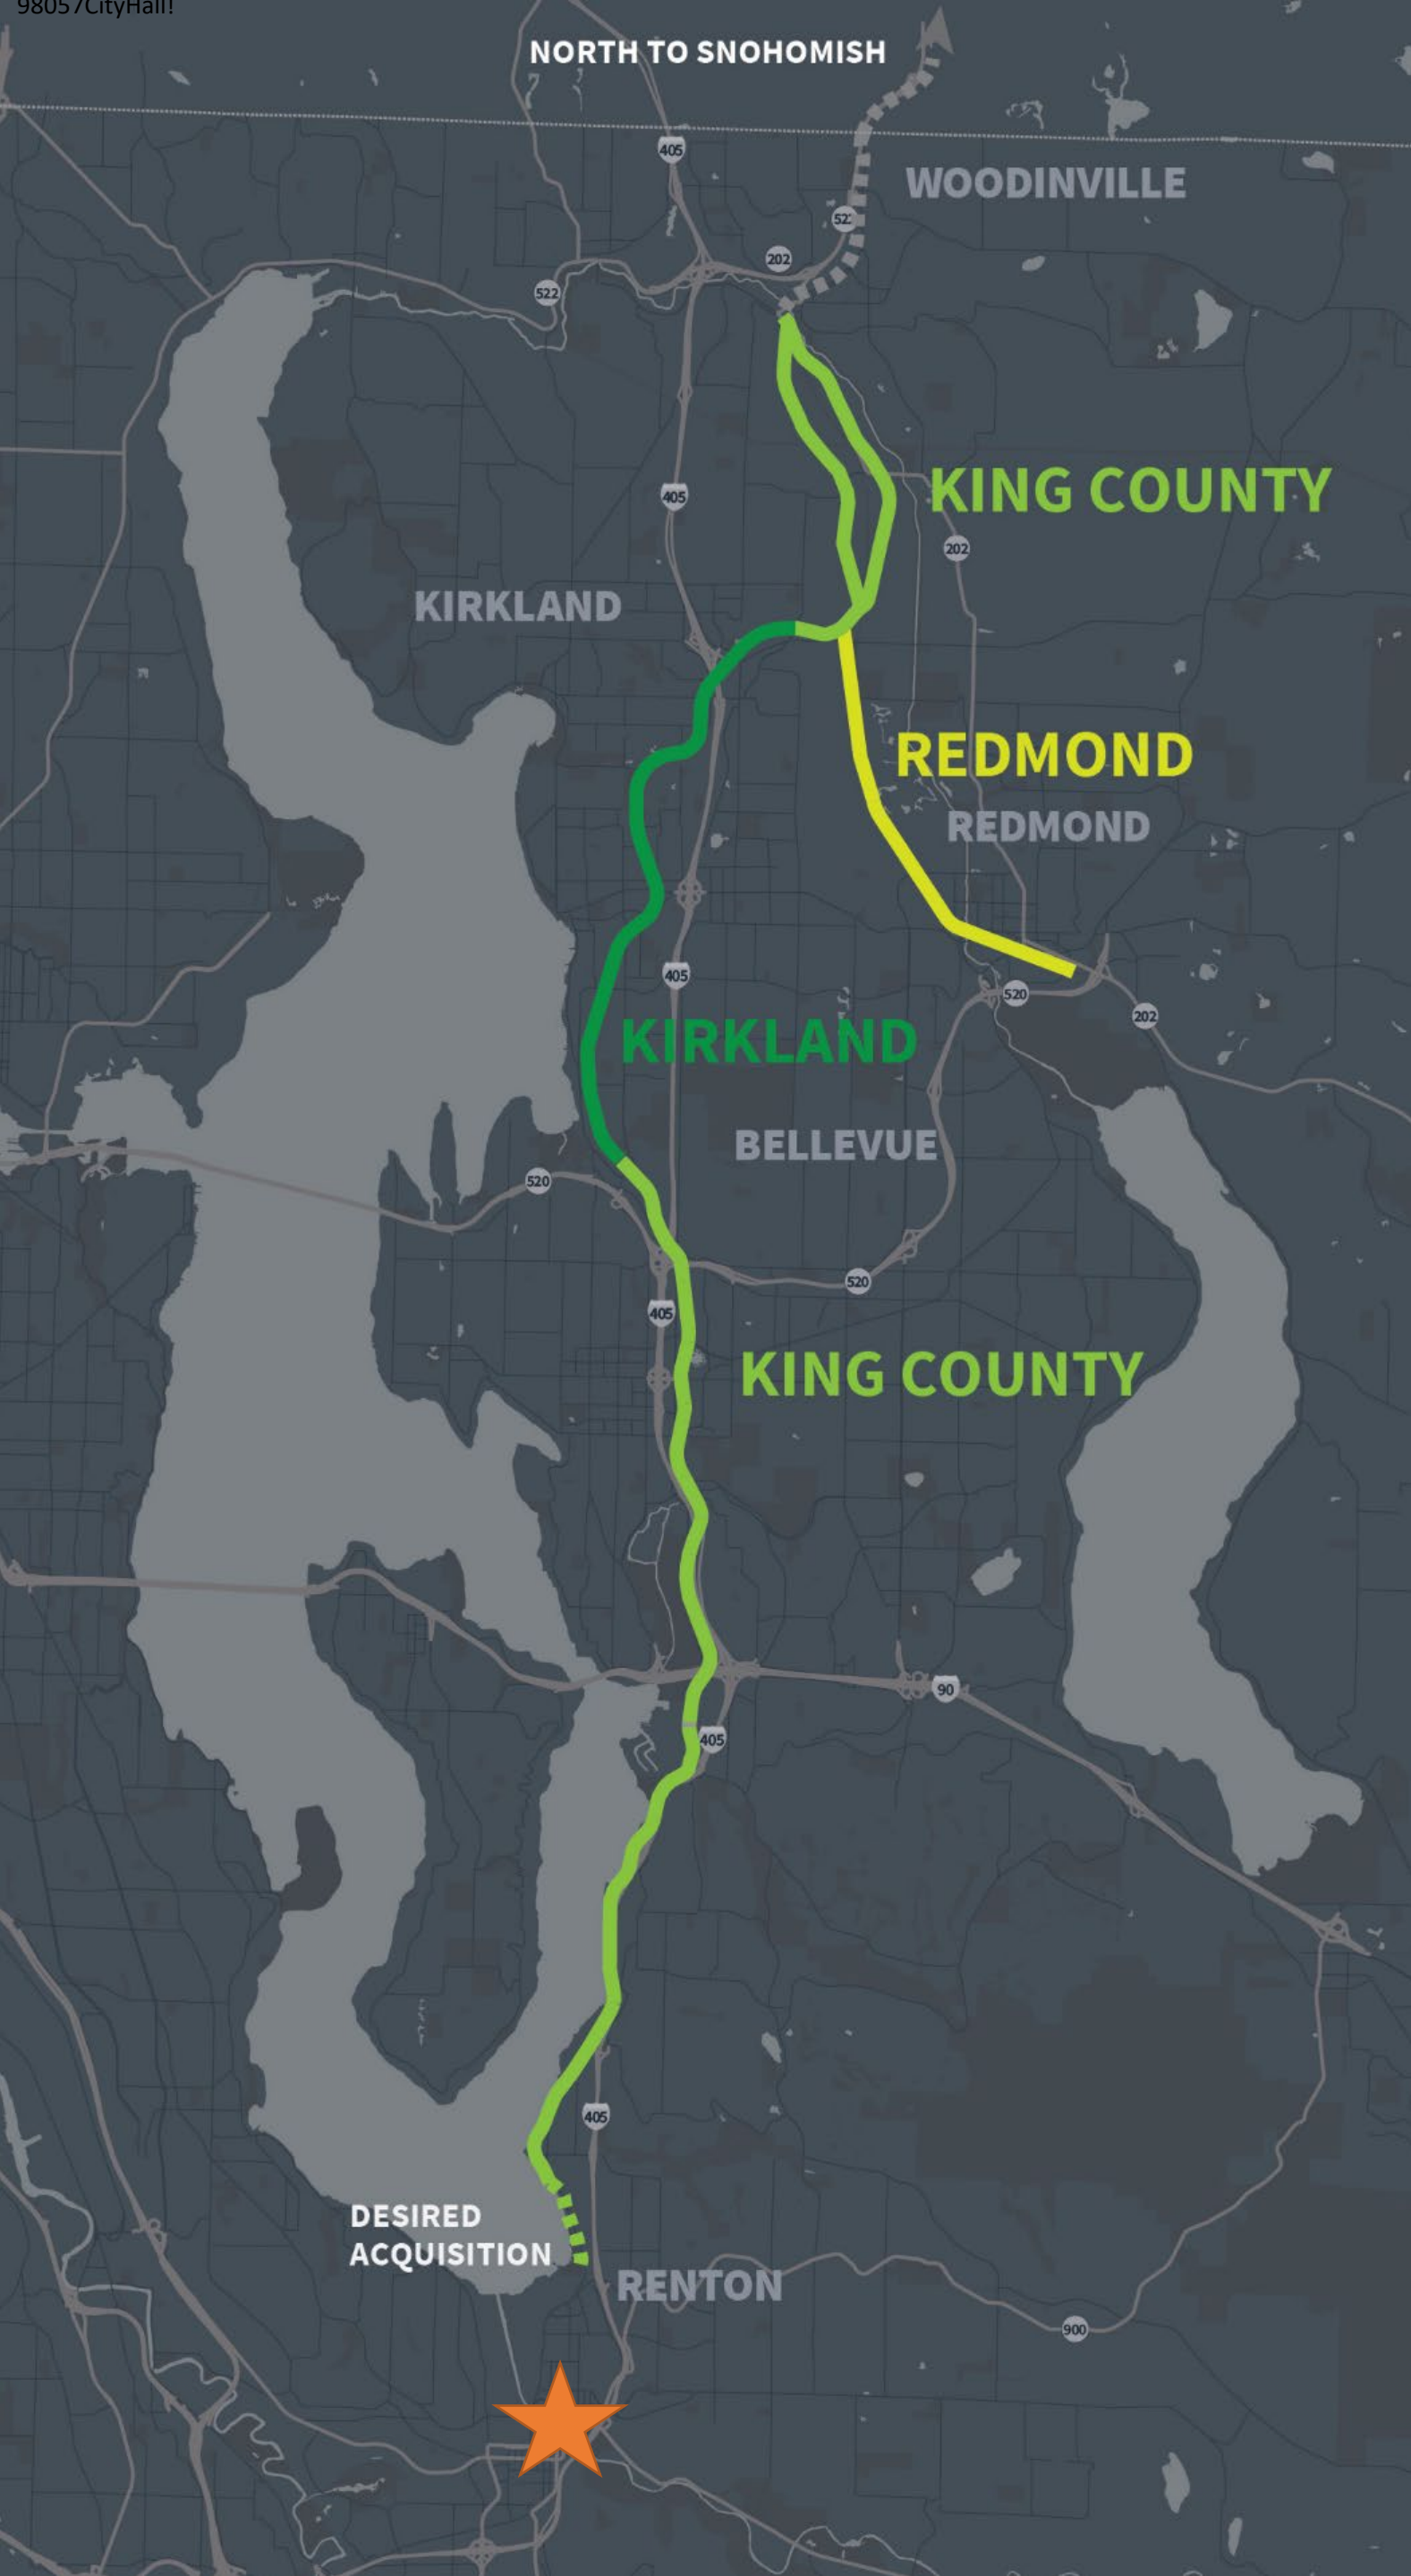 98057CityHall!
NORTH TO SNOHOMISH
405
WOODINVILLE
522
202
522
KING COUNTY
405
202
KIRKLAND
REDMOND
REDMOND
405
520
202
KIRKLAND
BELLEVUE
520
520
405
KING COUNTY
90
405
405
DESIRED
ACQUISITION
RENTON
900